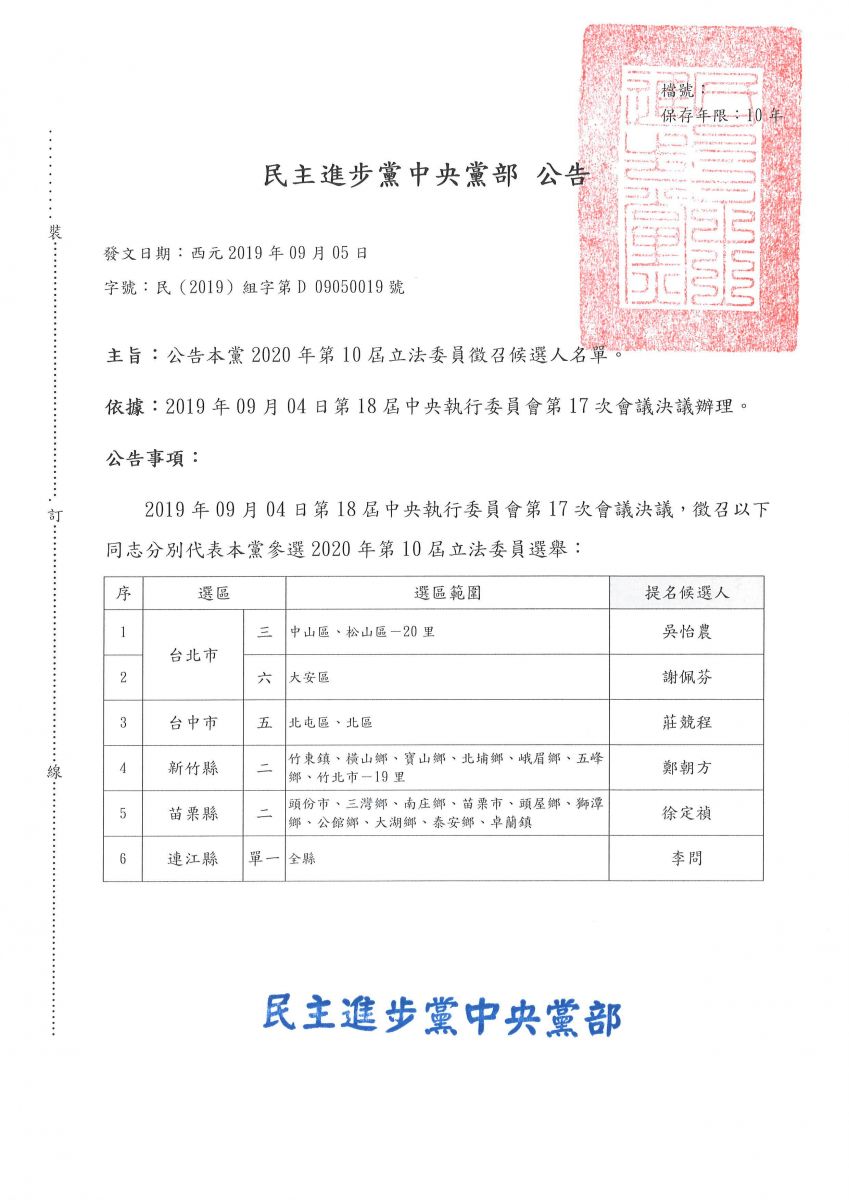 檔號：
保存年限：10 年
民主進步黨中央黨部 公告
發文日期：西元 2019 年 09 月 05 日
字號：民（2019）組字第 D 09050019 號
主旨：公告本黨 2020 年第 10 屆立法委員徵召候選人名單。
依據：2019 年 09 月 04 日第 18 屆中央執行委員會第 17 次會議決議辦理。
公告事項：
2019 年 09 月 04 日第 18 屆中央執行委員會第 17 次會議決議，徵召以下
同志分別代表本黨參選 2020 年第 10 屆立法委員選舉：
序 選區 選區範圍 提名候選人
1 台北市 三 中山區、松山區－20 里 吳怡農
2 六 大安區 謝佩芬
3 台中市 五 北屯區、北區 莊競程
4 新竹縣 二 竹東鎮、橫山鄉、寶山鄉、北埔鄉、峨眉鄉、五峰
鄉、竹北市－19 里 鄭朝方
5 苗栗縣 二 頭份市、三灣鄉、南庄鄉、苗栗市、頭屋鄉、獅潭
鄉、公館鄉、大湖鄉、泰安鄉、卓蘭鎮 徐定禎
6 連江縣 單一 全縣 李問
民主進步黨中央黨部
裝
訂
線